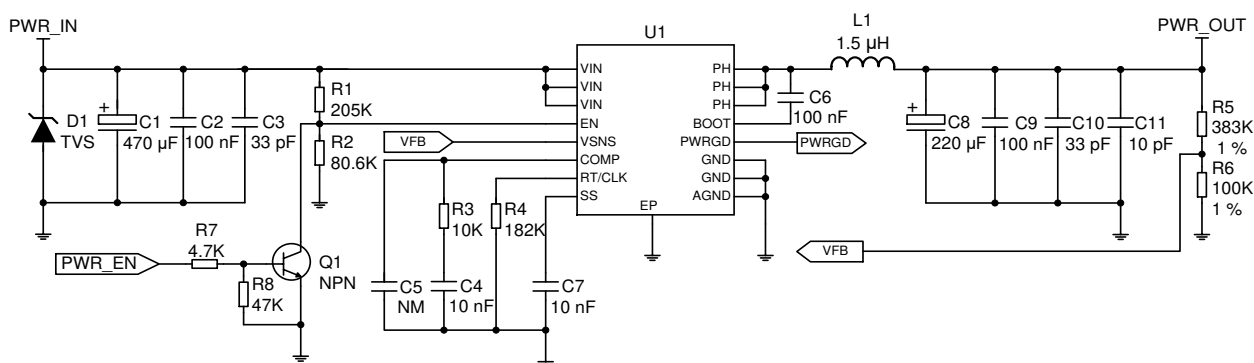 PWR_IN
U1
L1
1.5 µH
PWR_OUT
VIN
VIN
VIN
EN
VSNS
COMP
RT/CLK
SS
EP
PH
PH
PH
BOOT
PWRGD
GND
GND
AGND
D1
TVS
+
C1
470 µF
C2
100 nF
C3
33 pF
R1
205K
R2
80.6K
VFB
R3
10K
R4
182K
C5
NM
C4
10 nF
C7
10 nF
PWR_EN
R7
4.7K
R8
47K
Q1
NPN
C6
100 nF
PWRGD
+
C8
220 µF
C9
100 nF
C10
33 pF
C11
10 pF
R5
383K
1 %
R6
100K
1 %
VFB